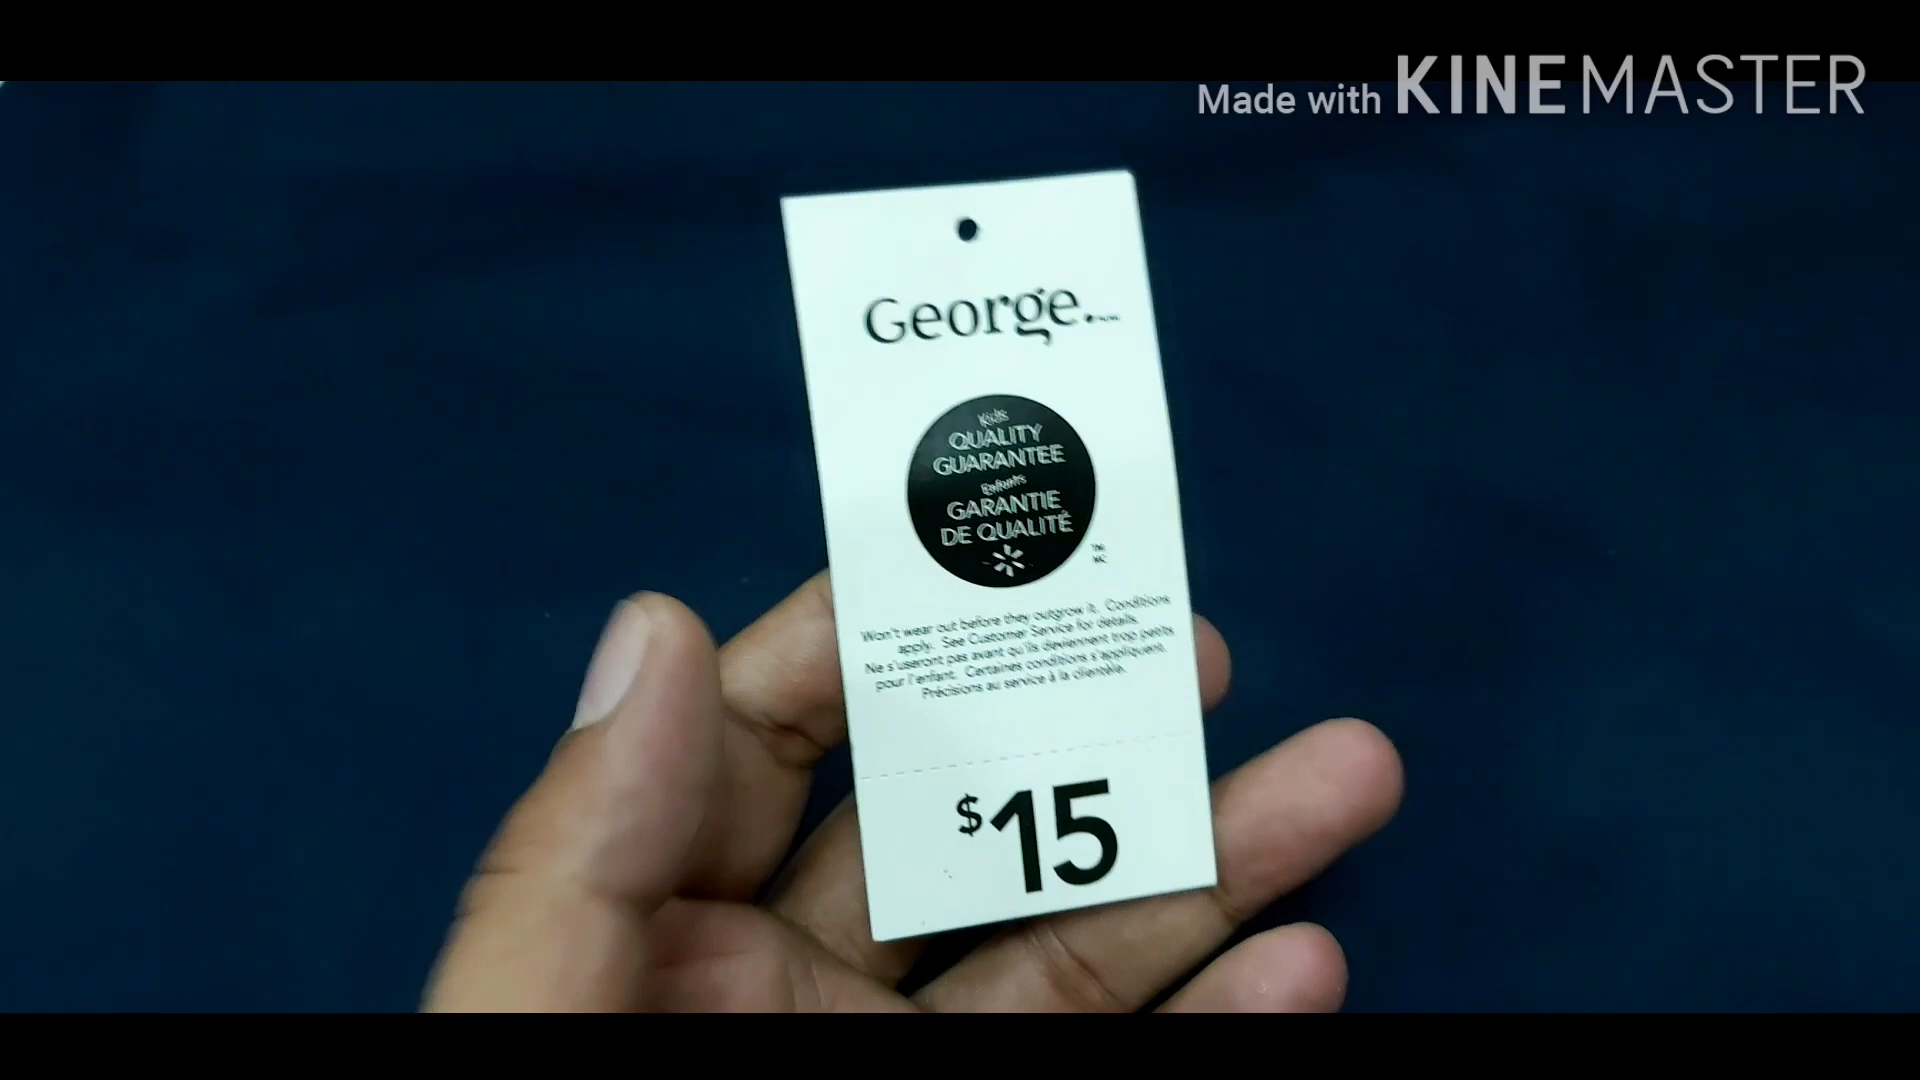 Made with KINEMASTER
George.
Kids
QUALITY
GUARANTEE
Enfants
GARANTIE
DE QUALITÉ
TM
MC
Won't wear out before they outgrow it. Conditions
apply. See Customer Service for details.
Ne s'useront pas avant qu'ils deviennent trop petits
pour l'enfant. Certaines conditions s'appliquent.
Précisions au service à la clientèle.
$15